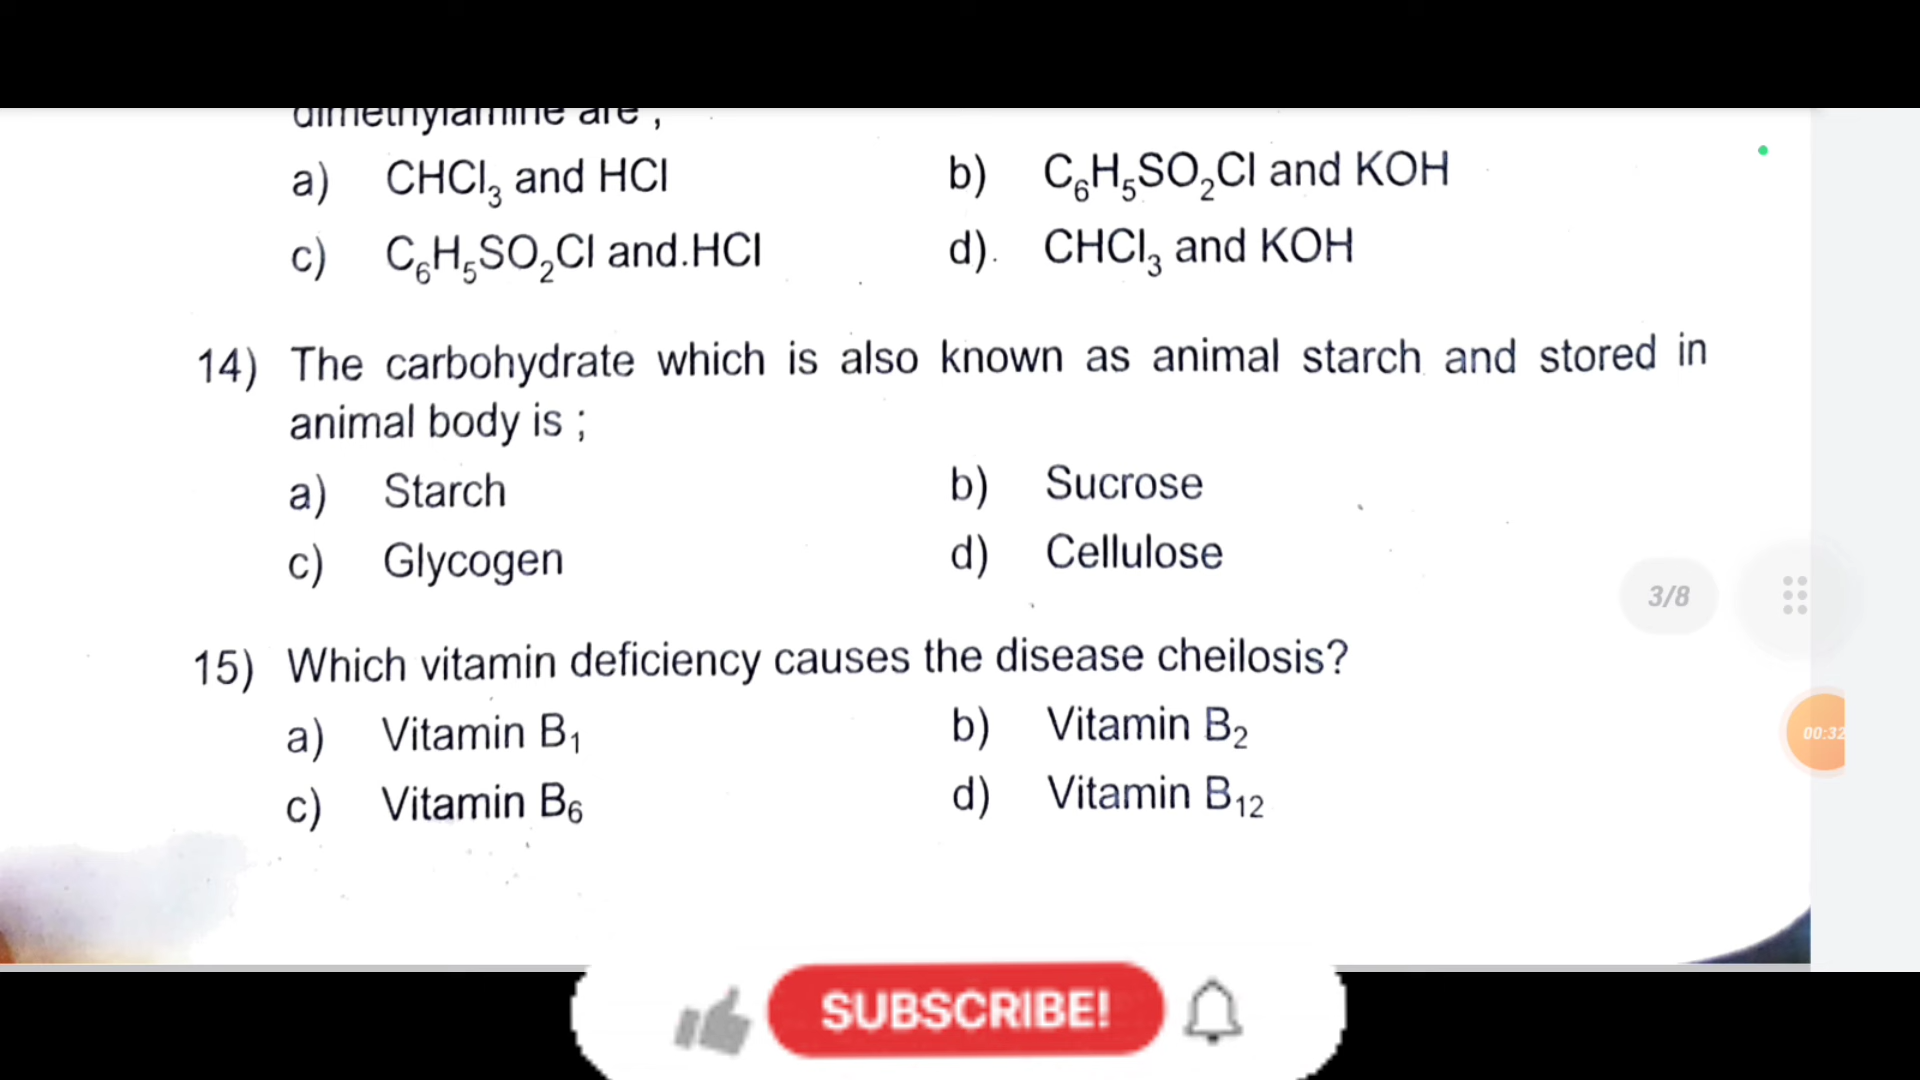 dimethylamine are ;
a) CHCl₃ and HCl
b) C₆H₅SO₂Cl and KOH
c) C₆H₅SO₂Cl and.HCl
d). CHCl₃ and KOH
14) The carbohydrate which is also known as animal starch and stored in
animal body is ;
a) Starch
b) Sucrose
c) Glycogen
d) Cellulose
3/8
15) Which vitamin deficiency causes the disease cheilosis?
00:32
a) Vitamin B₁
b) Vitamin B₂
c) Vitamin B₆
d) Vitamin B₁₂
SUBSCRIBE!